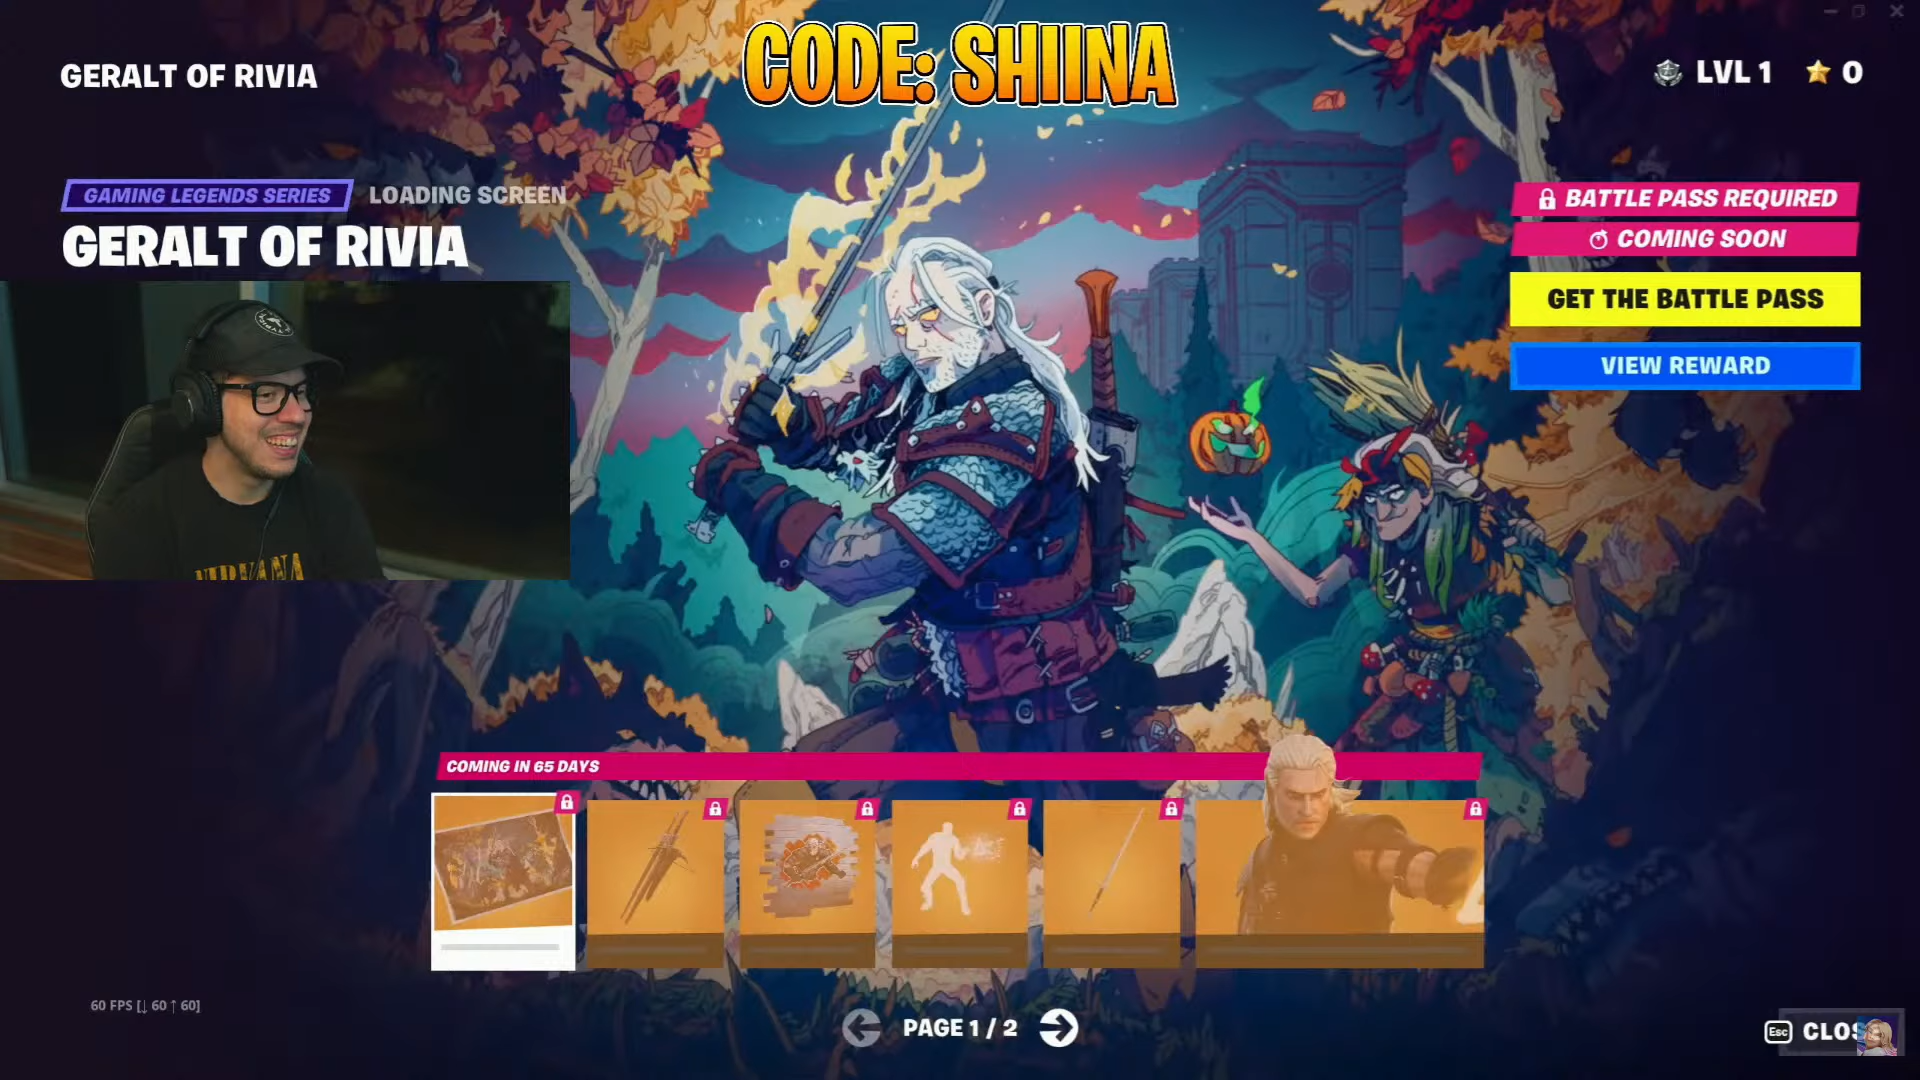 CODE: SHIINA
GERALT OF RIVIA
LVL 1
0
GAMING LEGENDS SERIES
LOADING SCREEN
GERALT OF RIVIA
BATTLE PASS REQUIRED
COMING SOON
GET THE BATTLE PASS
VIEW REWARD
NIRVANA
COMING IN 65 DAYS
60 FPS [↓ 60 ↑ 60]
PAGE 1 / 2
Esc CLOS